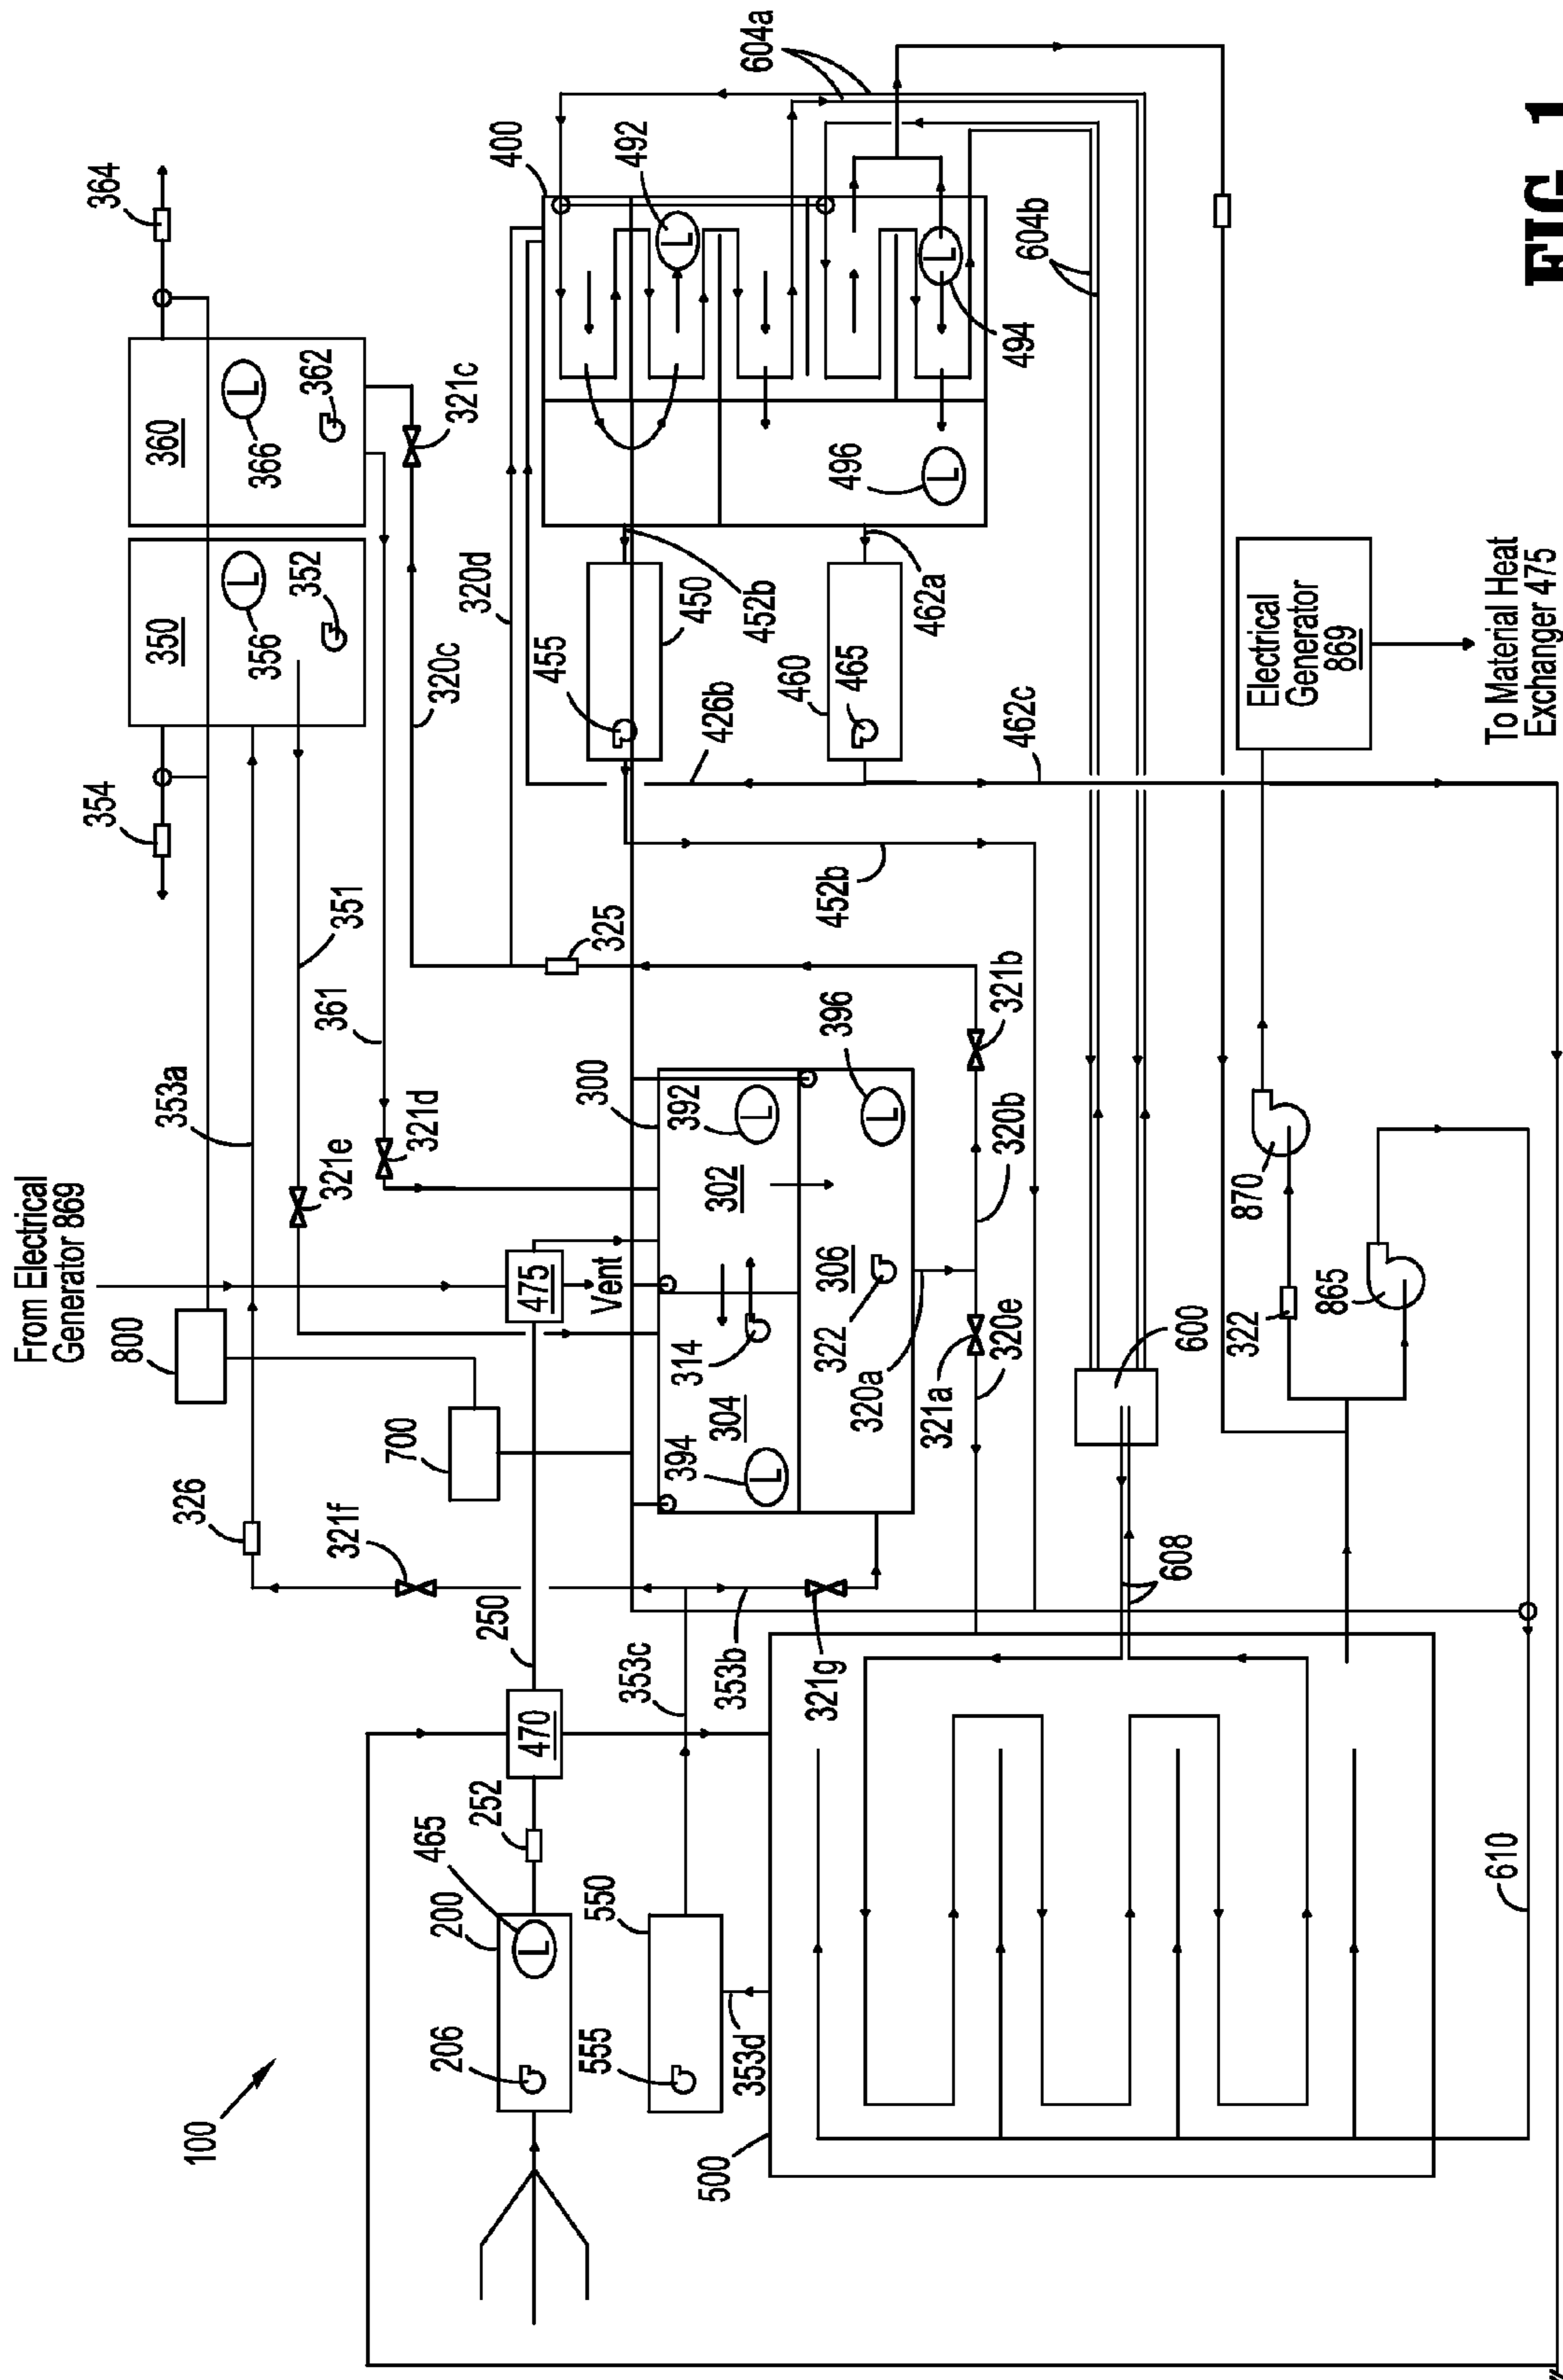 FIG. 1
100
From Electrical
Generator 869
800
700
475
Vent
354
364
350
356
352
360
366
362
353a
351
361
321e
321d
321c
320c
320d
326
321f
325
250
252
470
200
465
206
550
555
353c
353b
353d
321g
300
392
L
302
304
394
L
314
306
322
396
L
320a
320b
320e
321a
321b
400
492
L
494
L
496
L
L
L
L
450
455
452b
452b
460
465
462a
426b
462c
604a
604b
600
608
500
610
322
865
870
Electrical
Generator
869
To Material Heat
Exchanger 475